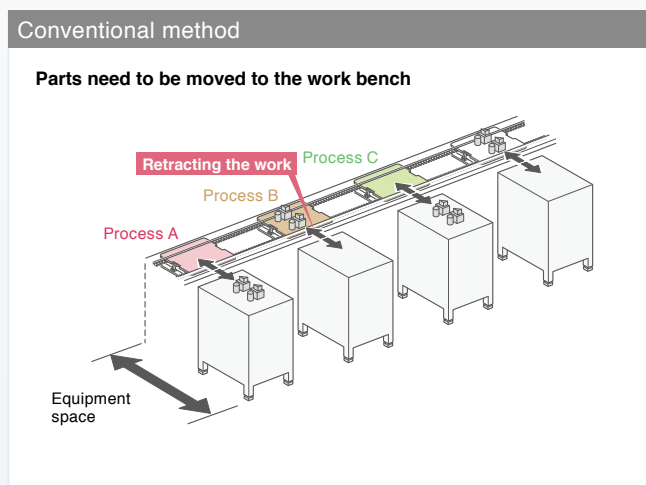 Conventional method
Parts need to be moved to the work bench
Retracting the work
Process C
Process B
Process A
Equipment
space